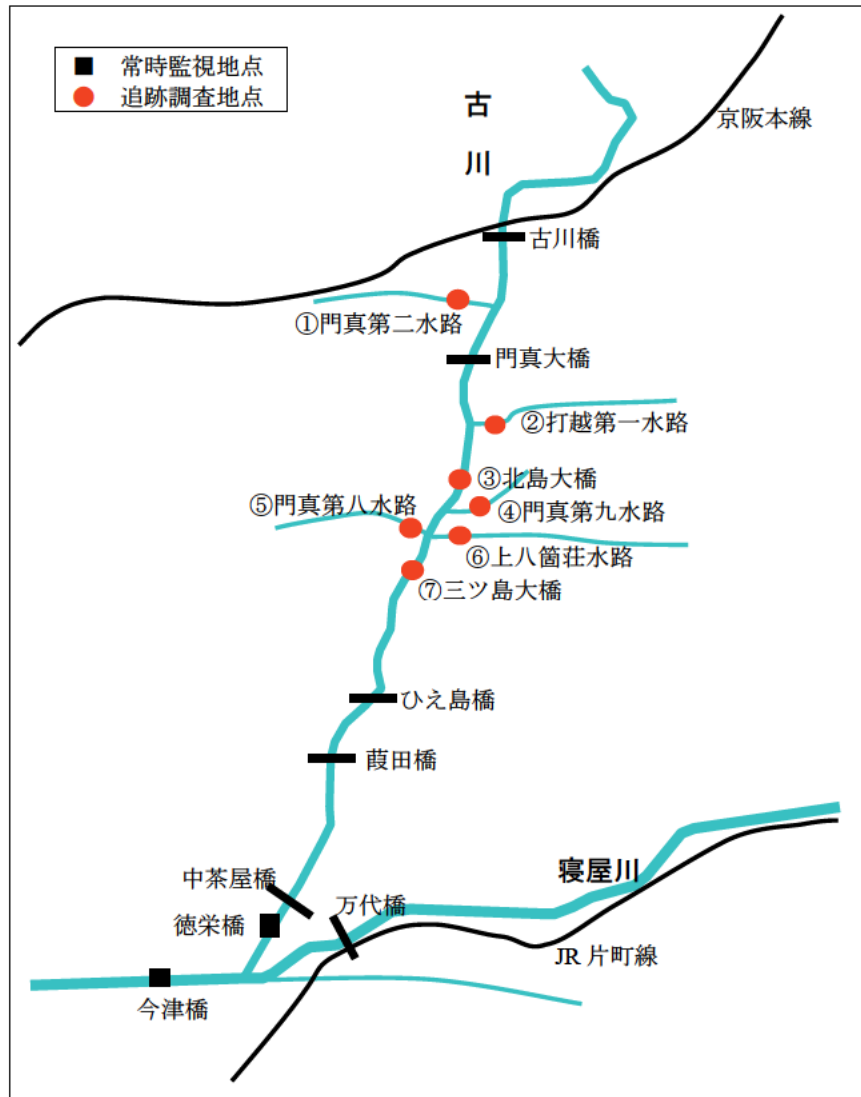 常時監視地点
追跡調査地点
古
川
京阪本線
古川橋
①門真第二水路
門真大橋
②打越第一水路
③北島大橋
⑤門真第八水路
④門真第九水路
⑥上八箇荘水路
⑦三ツ島大橋
ひえ島橋
葭田橋
中茶屋橋
万代橋
寝屋川
徳栄橋
JR 片町線
今津橋